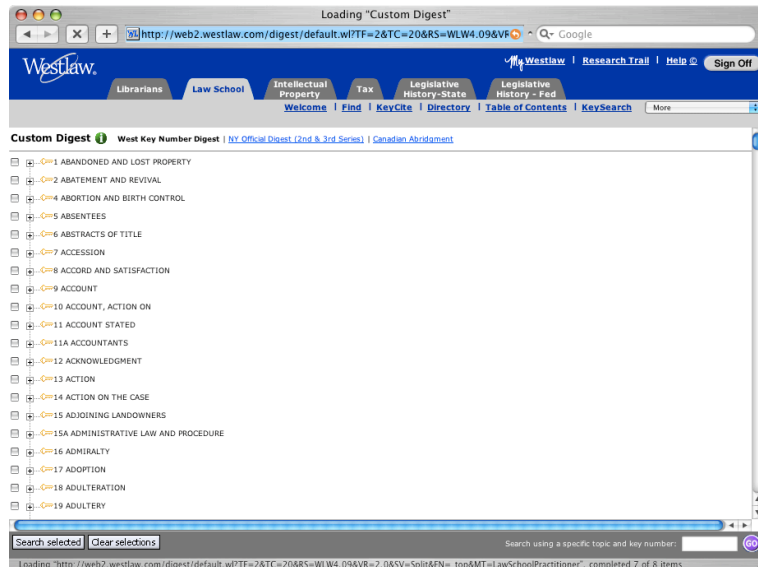 Loading "Custom Digest"
http://web2.westlaw.com/digest/default.wl?TF=2&TC=20&RS=WLW4.09&VF
Google
Westlaw.
My Westlaw | Research Trail | Help © Sign Off
Librarians Law School Intellectual Property Tax Legislative History-State Legislative History - Fed
Welcome | Find | KeyCite | Directory | Table of Contents | KeySearch More
Custom Digest West Key Number Digest | NY Official Digest (2nd & 3rd Series) | Canadian Abridgment
1 ABANDONED AND LOST PROPERTY
2 ABATEMENT AND REVIVAL
4 ABORTION AND BIRTH CONTROL
5 ABSENTEES
6 ABSTRACTS OF TITLE
7 ACCESSION
8 ACCORD AND SATISFACTION
9 ACCOUNT
10 ACCOUNT, ACTION ON
11 ACCOUNT STATED
11A ACCOUNTANTS
12 ACKNOWLEDGMENT
13 ACTION
14 ACTION ON THE CASE
15 ADJOINING LANDOWNERS
15A ADMINISTRATIVE LAW AND PROCEDURE
16 ADMIRALTY
17 ADOPTION
18 ADULTERATION
19 ADULTERY
Search selected Clear selections Search using a specific topic and key number: GO
Loading "http://web2.westlaw.com/digest/default.wl?TF=2&TC=20&RS=WLW4.09&VR=2.0&SV=Split&FN=_top&MT=LawSchoolPractitioner", completed 7 of 8 items